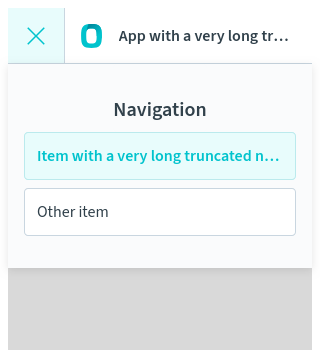 App with a very long tr...
Navigation
Item with a very long truncated n...
Other item